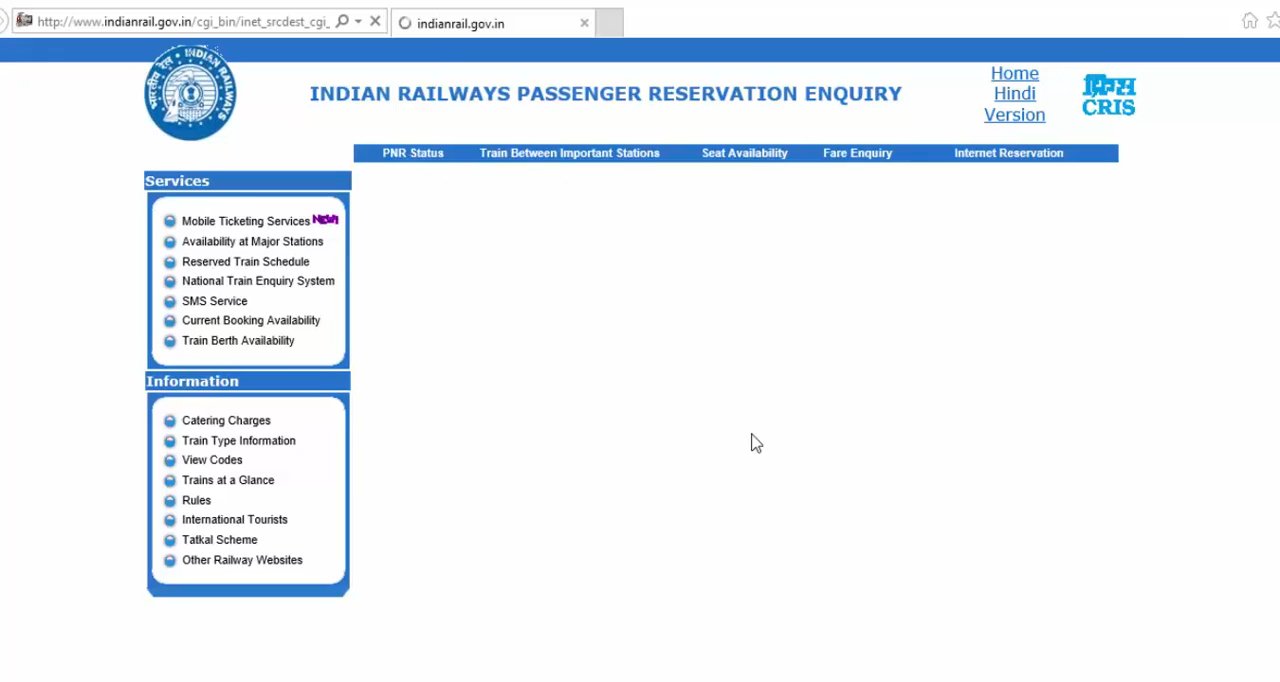 http://www.indianrail.gov.in/cgi_bin/inet_srcdest_cgi_
indianrail.gov.in
भारतीय रेल INDIAN RAILWAYS
INDIAN RAILWAYS PASSENGER RESERVATION ENQUIRY
Home
Hindi
Version
क्रिस
CRIS
PNR Status Train Between Important Stations Seat Availability Fare Enquiry Internet Reservation
Services
Mobile Ticketing Services New!
Availability at Major Stations
Reserved Train Schedule
National Train Enquiry System
SMS Service
Current Booking Availability
Train Berth Availability
Information
Catering Charges
Train Type Information
View Codes
Trains at a Glance
Rules
International Tourists
Tatkal Scheme
Other Railway Websites